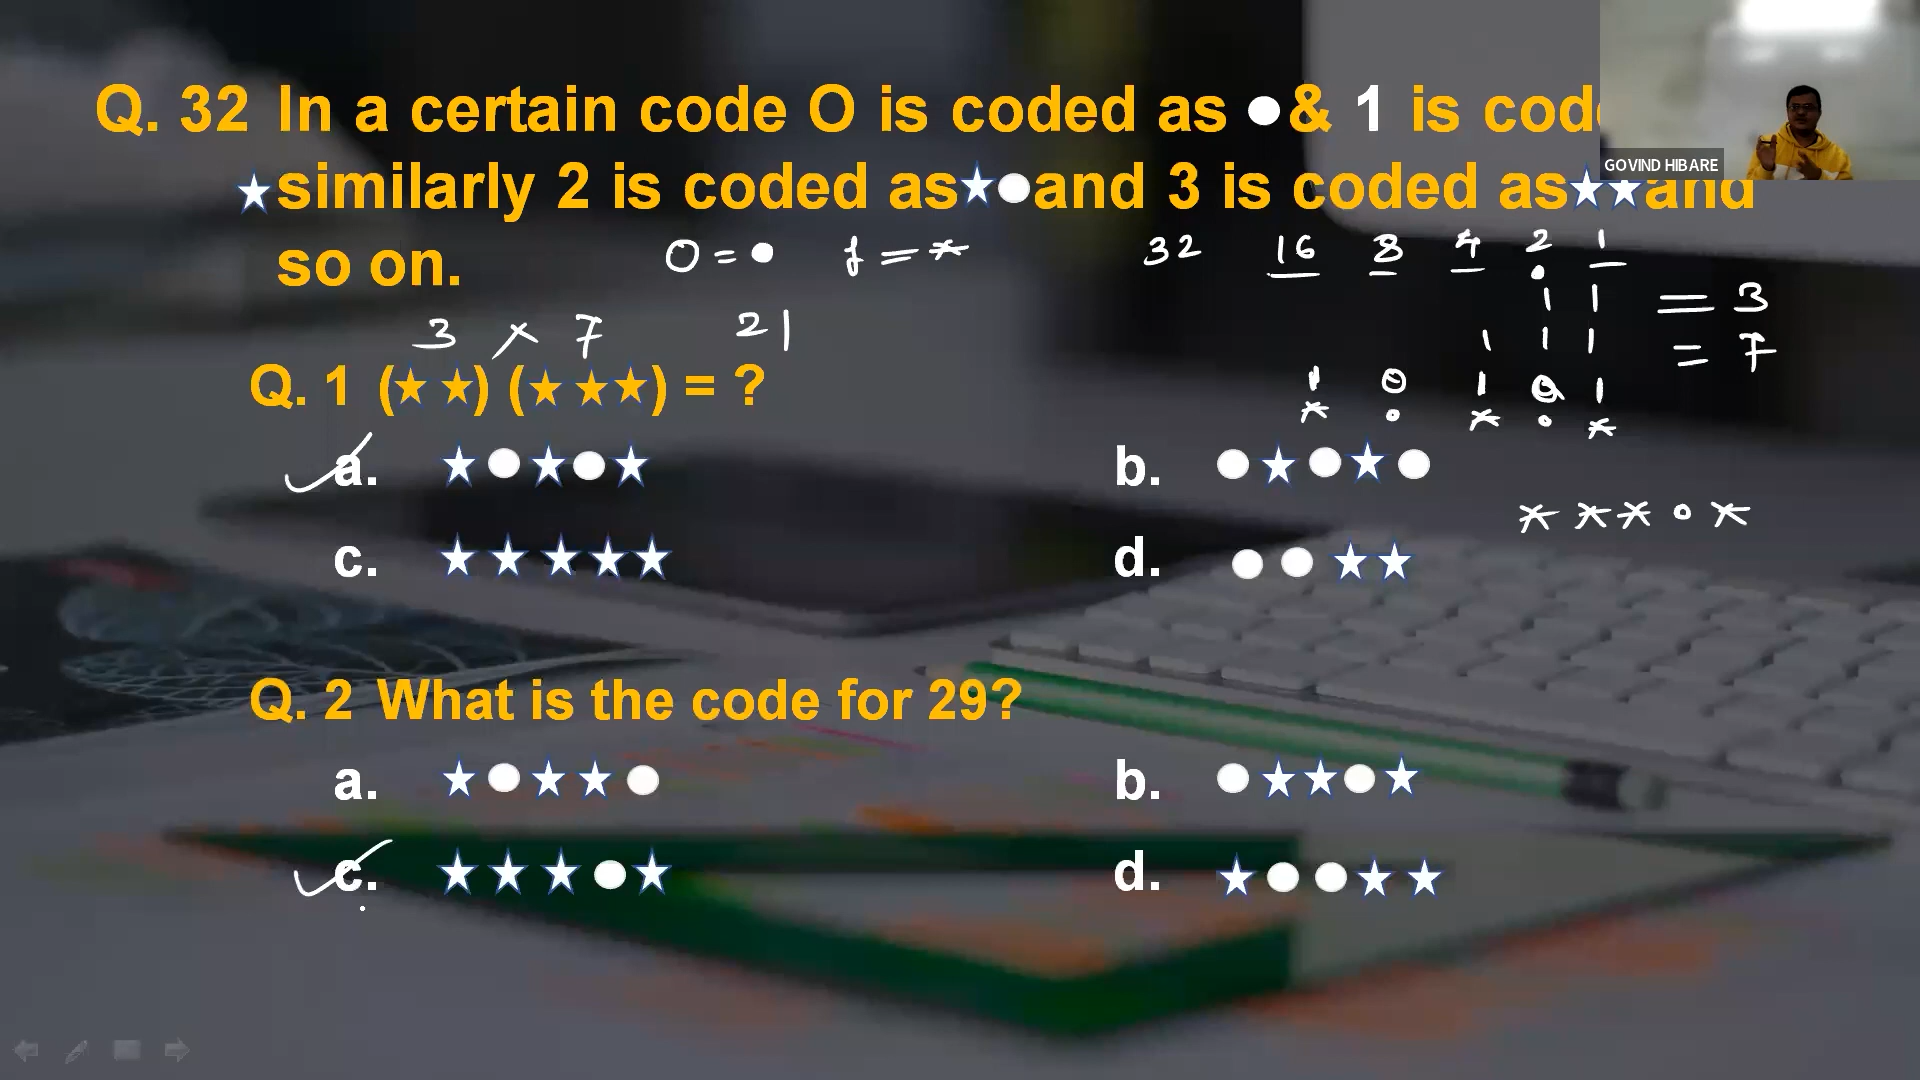 Q. 32 In a certain code O is coded as ●& 1 is cod
GOVIND HIBARE
★similarly 2 is coded as★●and 3 is coded as★★and
so on.
0 = ● 1 = *
32 16 8 4 2 1
1 1 = 3
1 1 1 = 7
3 × 7 21
Q. 1 (★ ★) (★ ★ ★) = ?
1 0 1 0 1
* • * • *
a. ★●★●★
b. ●★●★●
* * * • *
c. ★★★★★
d. ●●★★
Q. 2 What is the code for 29?
a. ★●★★●
b. ●★★●★
c. ★★★●★
d. ★●●★★